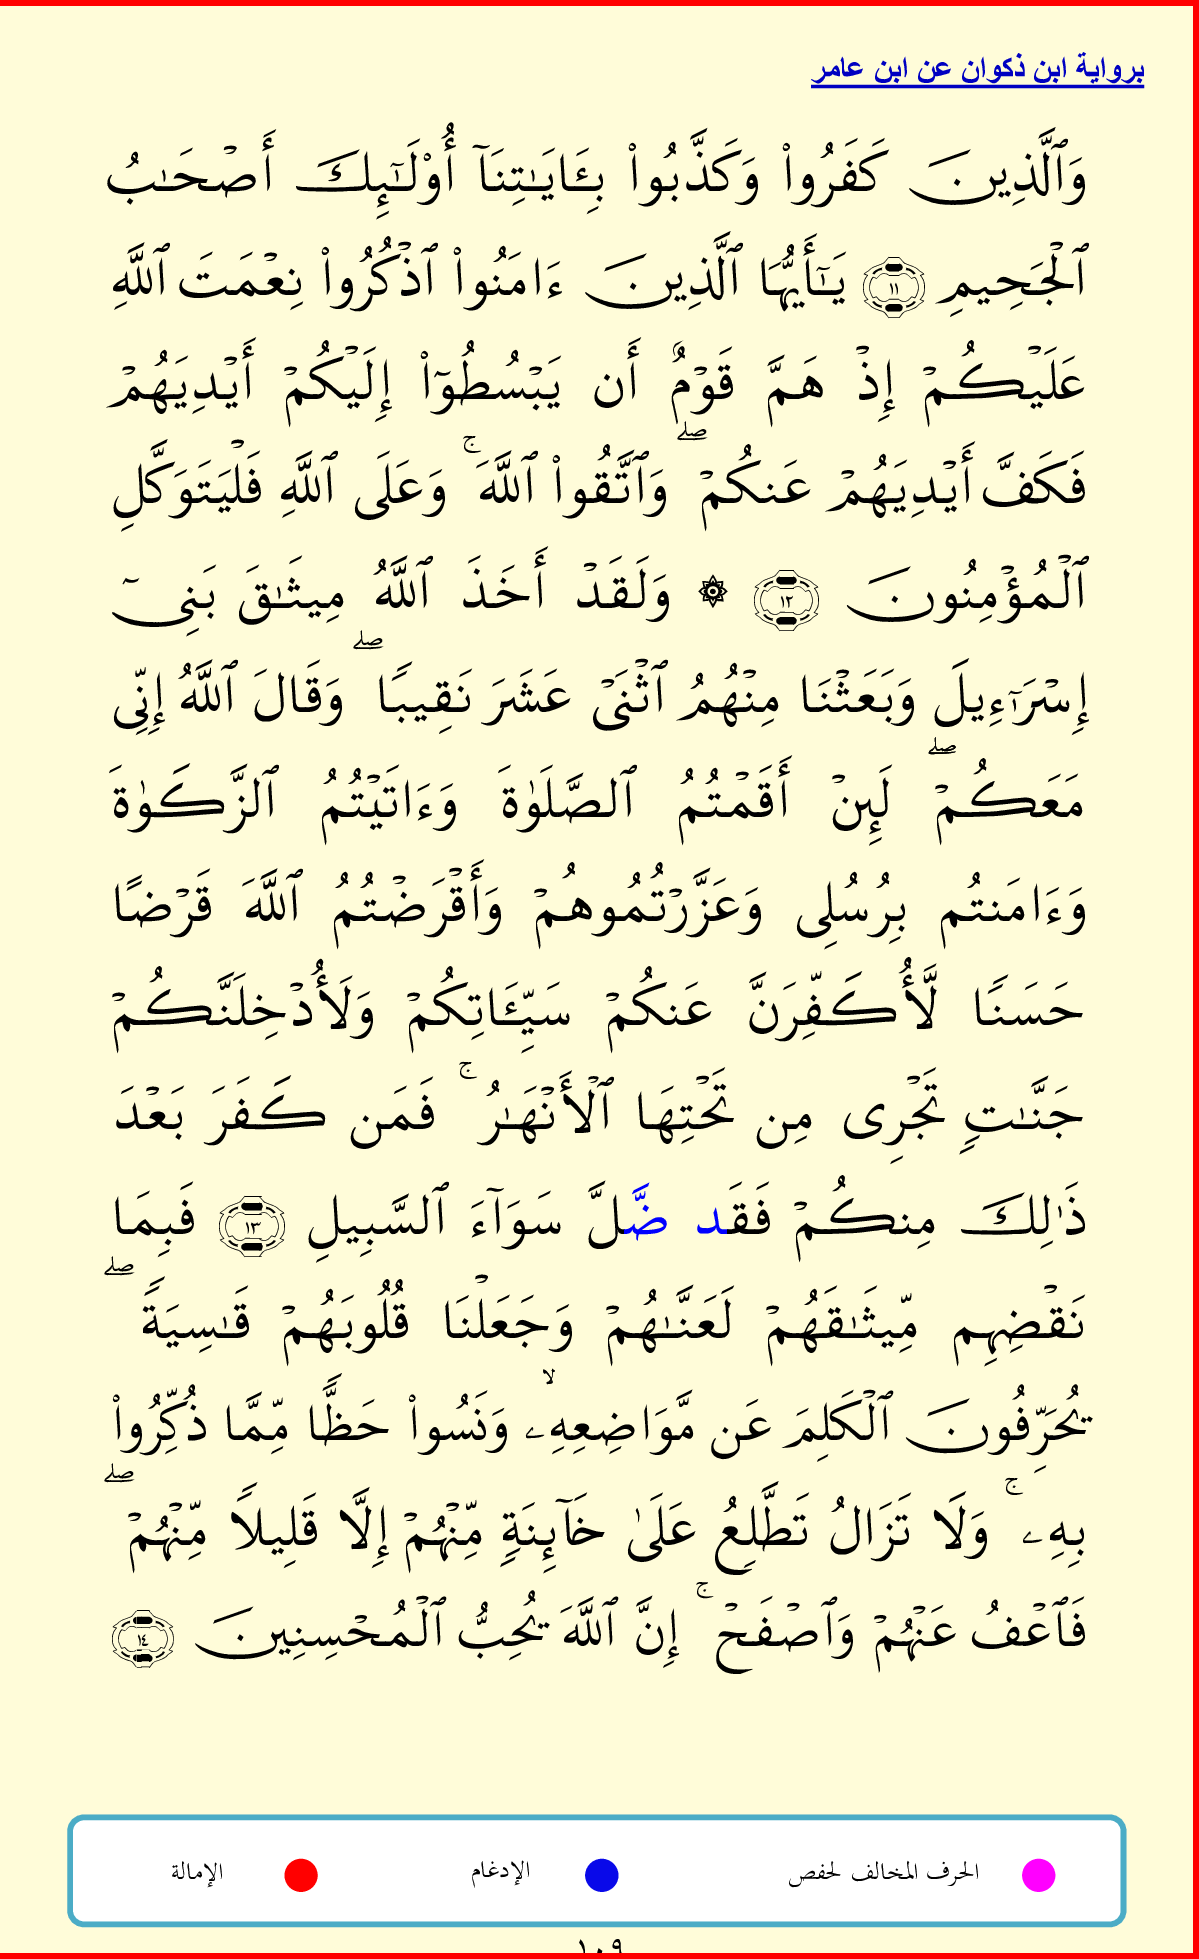 برواية ابن ذكوان عن ابن عامر
وَٱلَّذِينَ كَفَرُواْ وَكَذَّبُواْ بِـَٔايَٰتِنَآ أُوْلَٰٓئِكَ أَصْحَٰبُ
ٱلْجَحِيمِ ١١ يَٰٓأَيُّهَا ٱلَّذِينَ ءَامَنُواْ ٱذْكُرُواْ نِعْمَتَ ٱللَّهِ
عَلَيْكُمْ إِذْ هَمَّ قَوْمٌ أَن يَبْسُطُوٓاْ إِلَيْكُمْ أَيْدِيَهُمْ
فَكَفَّ أَيْدِيَهُمْ عَنكُمْ ۖ وَٱتَّقُواْ ٱللَّهَ ۚ وَعَلَى ٱللَّهِ فَلْيَتَوَكَّلِ
ٱلْمُؤْمِنُونَ ١٢ ۞ وَلَقَدْ أَخَذَ ٱللَّهُ مِيثَٰقَ بَنِىٓ
إِسْرَٰٓءِيلَ وَبَعَثْنَا مِنْهُمُ ٱثْنَىْ عَشَرَ نَقِيبًا ۖ وَقَالَ ٱللَّهُ إِنِّى
مَعَكُمْ ۖ لَئِنْ أَقَمْتُمُ ٱلصَّلَوٰةَ وَءَاتَيْتُمُ ٱلزَّكَوٰةَ
وَءَامَنتُم بِرُسُلِى وَعَزَّرْتُمُوهُمْ وَأَقْرَضْتُمُ ٱللَّهَ قَرْضًا
حَسَنًا لَّأُكَفِّرَنَّ عَنكُمْ سَيِّـَٔاتِكُمْ وَلَأُدْخِلَنَّكُمْ
جَنَّٰتٍ تَجْرِى مِن تَحْتِهَا ٱلْأَنْهَٰرُ ۚ فَمَن كَفَرَ بَعْدَ
ذَٰلِكَ مِنكُمْ فَقَد ضَّلَّ سَوَآءَ ٱلسَّبِيلِ ١٣ فَبِمَا
نَقْضِهِم مِّيثَٰقَهُمْ لَعَنَّٰهُمْ وَجَعَلْنَا قُلُوبَهُمْ قَٰسِيَةً ۖ
يُحَرِّفُونَ ٱلْكَلِمَ عَن مَّوَاضِعِهِۦ ۙ وَنَسُواْ حَظًّا مِّمَّا ذُكِّرُواْ
بِهِۦ ۚ وَلَا تَزَالُ تَطَّلِعُ عَلَىٰ خَآئِنَةٍ مِّنْهُمْ إِلَّا قَلِيلًا مِّنْهُمْ ۖ
فَٱعْفُ عَنْهُمْ وَٱصْفَحْ ۚ إِنَّ ٱللَّهَ يُحِبُّ ٱلْمُحْسِنِينَ ١٤
الحرف المخالف لحفص الإدغام الإمالة
١٠٩